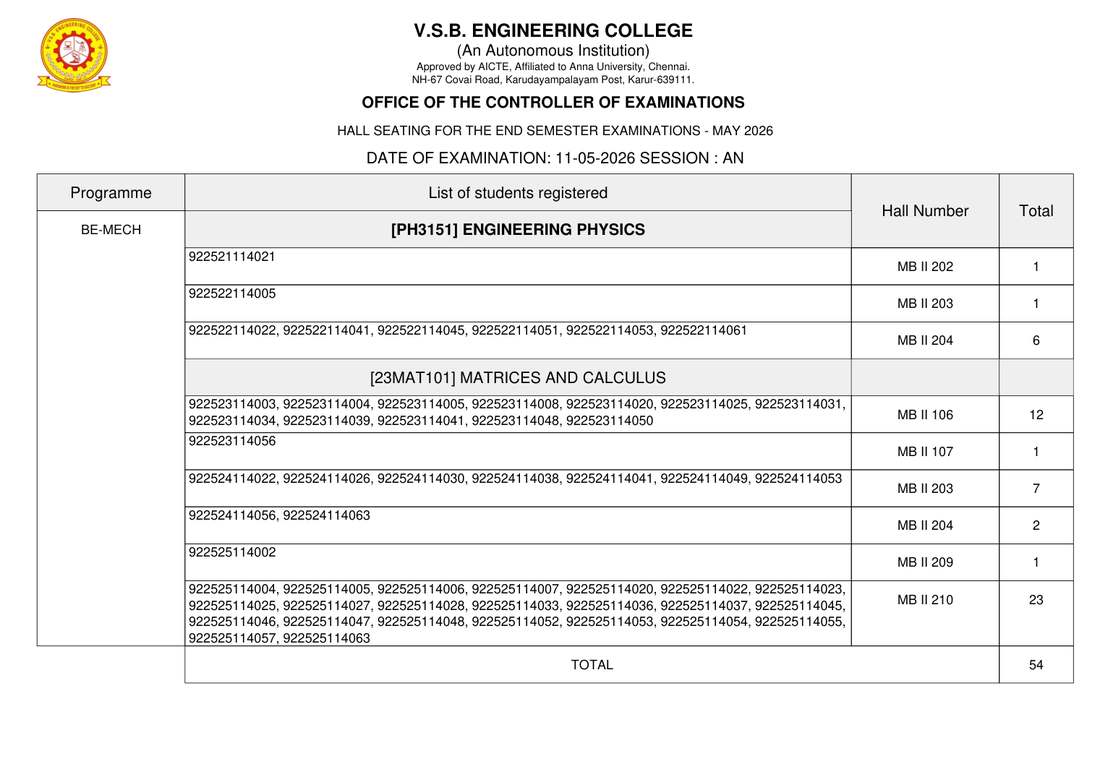 V.S.B. ENGINEERING COLLEGE
(An Autonomous Institution)
Approved by AICTE, Affiliated to Anna University, Chennai.
NH-67 Covai Road, Karudayampalayam Post, Karur-639111.
OFFICE OF THE CONTROLLER OF EXAMINATIONS
HALL SEATING FOR THE END SEMESTER EXAMINATIONS - MAY 2026
DATE OF EXAMINATION: 11-05-2026 SESSION : AN
Programme List of students registered Hall Number Total
BE-MECH [PH3151] ENGINEERING PHYSICS
922521114021 MB II 202 1
922522114005 MB II 203 1
922522114022, 922522114041, 922522114045, 922522114051, 922522114053, 922522114061 MB II 204 6
[23MAT101] MATRICES AND CALCULUS
922523114003, 922523114004, 922523114005, 922523114008, 922523114020, 922523114025, 922523114031,
922523114034, 922523114039, 922523114041, 922523114048, 922523114050 MB II 106 12
922523114056 MB II 107 1
922524114022, 922524114026, 922524114030, 922524114038, 922524114041, 922524114049, 922524114053 MB II 203 7
922524114056, 922524114063 MB II 204 2
922525114002 MB II 209 1
922525114004, 922525114005, 922525114006, 922525114007, 922525114020, 922525114022, 922525114023,
922525114025, 922525114027, 922525114028, 922525114033, 922525114036, 922525114037, 922525114045, MB II 210 23
922525114046, 922525114047, 922525114048, 922525114052, 922525114053, 922525114054, 922525114055,
922525114057, 922525114063
TOTAL 54